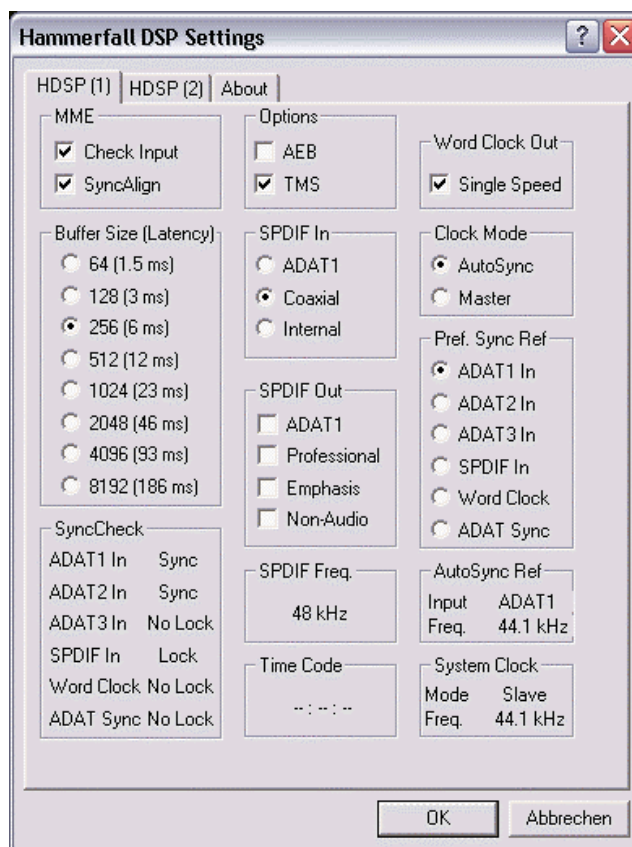 Hammerfall DSP Settings
HDSP (1)
HDSP (2)
About
MME
Check Input
SyncAlign
Buffer Size (Latency)
64 (1.5 ms)
128 (3 ms)
256 (6 ms)
512 (12 ms)
1024 (23 ms)
2048 (46 ms)
4096 (93 ms)
8192 (186 ms)
SyncCheck
ADAT1 In Sync
ADAT2 In Sync
ADAT3 In No Lock
SPDIF In Lock
Word Clock No Lock
ADAT Sync No Lock
Options
AEB
TMS
SPDIF In
ADAT1
Coaxial
Internal
SPDIF Out
ADAT1
Professional
Emphasis
Non-Audio
SPDIF Freq.
48 kHz
Time Code
-- : -- : --
Word Clock Out
Single Speed
Clock Mode
AutoSync
Master
Pref. Sync Ref
ADAT1 In
ADAT2 In
ADAT3 In
SPDIF In
Word Clock
ADAT Sync
AutoSync Ref
Input ADAT1
Freq. 44.1 kHz
System Clock
Mode Slave
Freq. 44.1 kHz
OK
Abbrechen